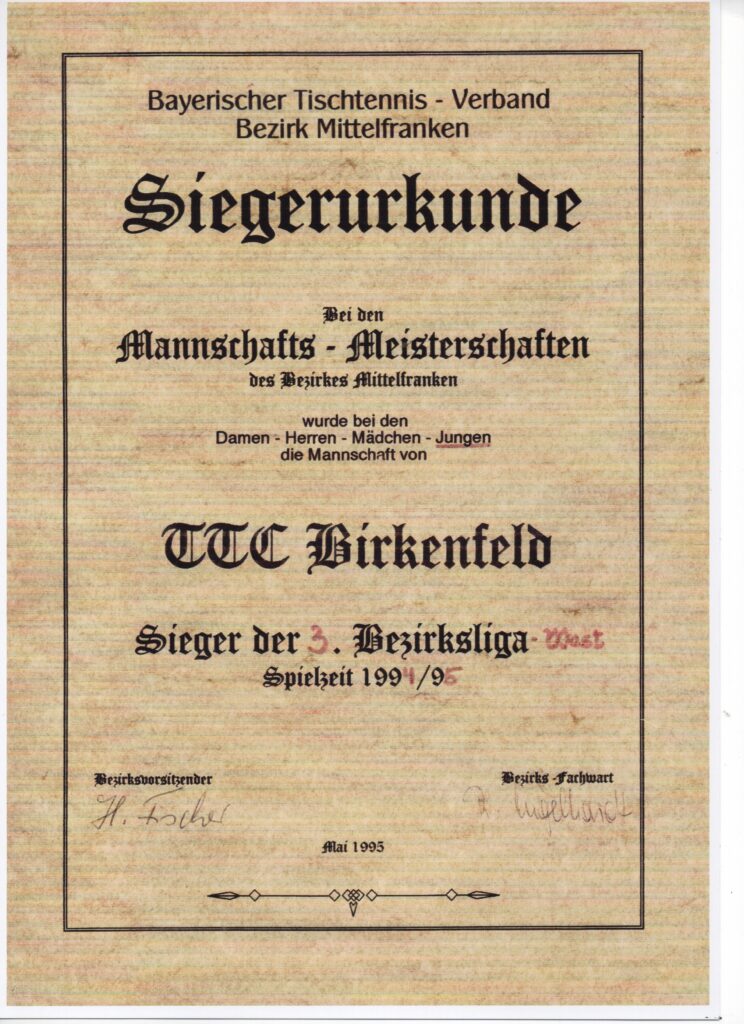 Bayerischer Tischtennis - Verband
Bezirk Mittelfranken
Siegerurkunde
Bei den
Mannschafts - Meisterschaften
des Bezirkes Mittelfranken
wurde bei den
Damen - Herren - Mädchen - Jungen
die Mannschaft von
TTC Birkenfeld
Sieger der 3. Bezirksliga-West
Spielzeit 1994/95
Bezirksvorsitzender
Bezirks-Fachwart
H. Fischer
Engelhardt
Mai 1995